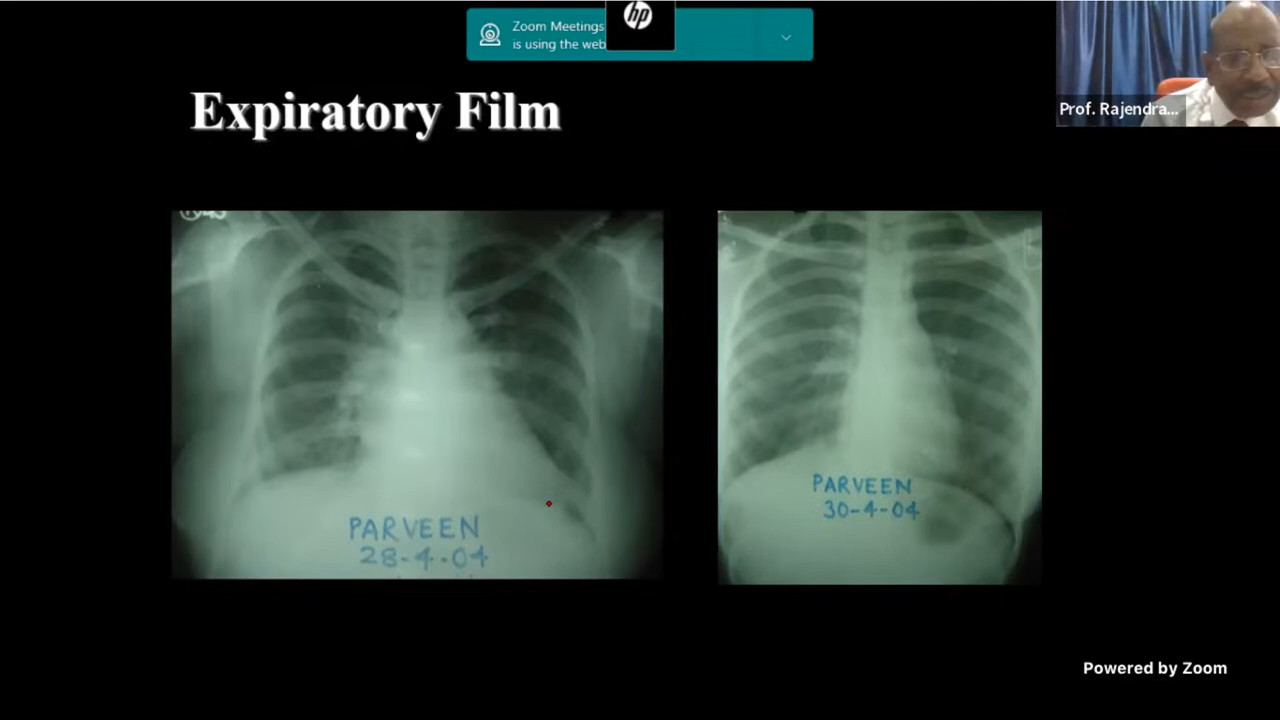 Zoom Meetings
is using the web
hp
Expiratory Film
Prof. Rajendra...
PARVEEN
28-4-04
PARVEEN
30-4-04
Powered by Zoom